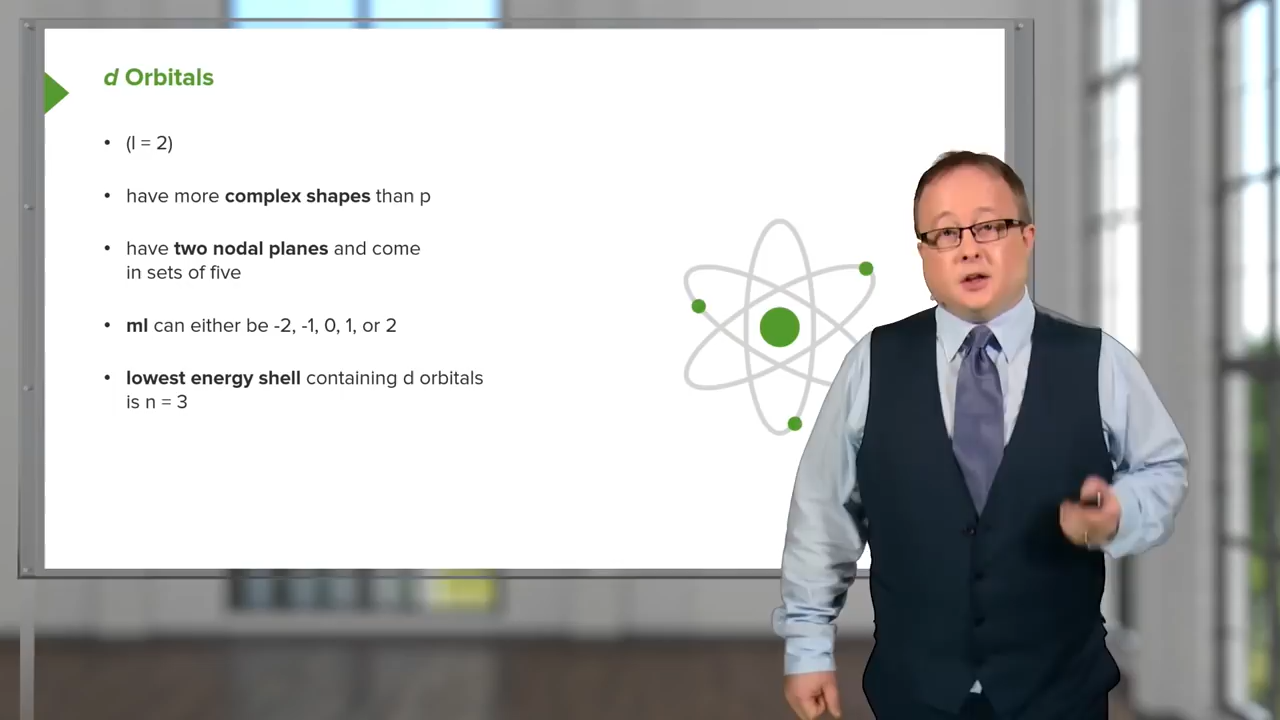 d Orbitals
• (l = 2)
• have more complex shapes than p
• have two nodal planes and come
in sets of five
• ml can either be -2, -1, 0, 1, or 2
• lowest energy shell containing d orbitals
is n = 3